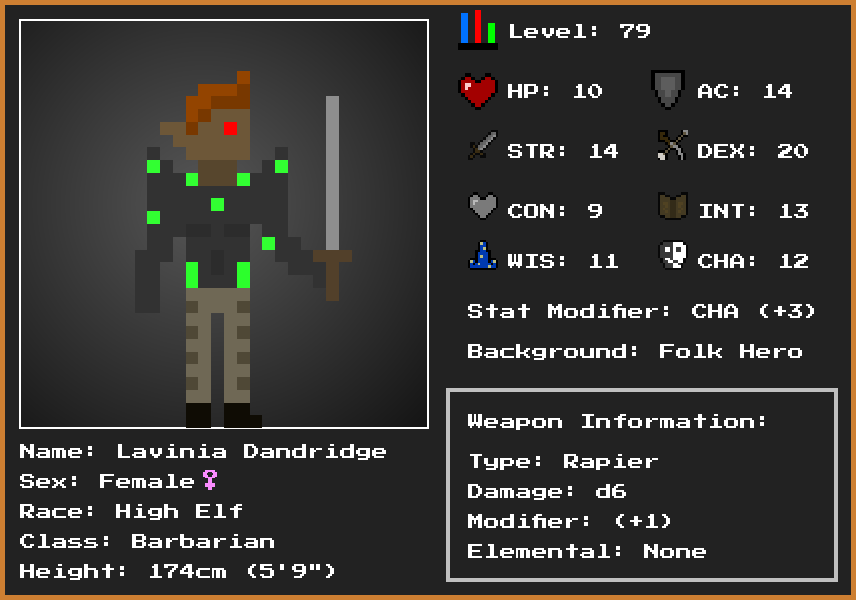 Level: 79
HP: 10
AC: 14
STR: 14
DEX: 20
CON: 9
INT: 13
WIS: 11
CHA: 12
Stat Modifier: CHA (+3)
Background: Folk Hero
Weapon Information:
Type: Rapier
Damage: d6
Modifier: (+1)
Elemental: None
Name: Lavinia Dandridge
Sex: Female♀
Race: High Elf
Class: Barbarian
Height: 174cm (5'9")